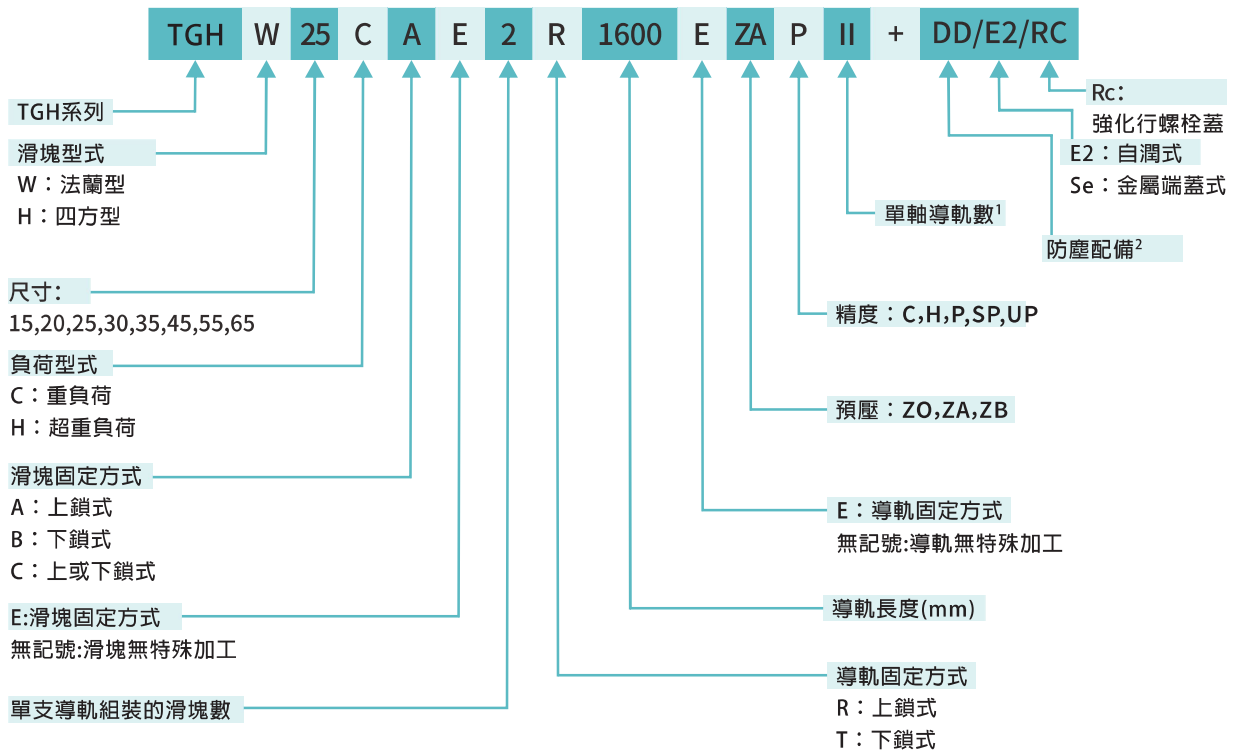 TGH W 25 C A E 2 R 1600 E ZA P II + DD/E2/RC
TGH系列
滑塊型式
W：法蘭型
H：四方型
尺寸：
15,20,25,30,35,45,55,65
負荷型式
C：重負荷
H：超重負荷
滑塊固定方式
A：上鎖式
B：下鎖式
C：上或下鎖式
E:滑塊固定方式
無記號:滑塊無特殊加工
單支導軌組裝的滑塊數
Rc：
強化行螺栓蓋
E2：自潤式
Se：金屬端蓋式
單軸導軌數¹
防塵配備²
精度：C,H,P,SP,UP
預壓：ZO,ZA,ZB
E：導軌固定方式
無記號:導軌無特殊加工
導軌長度(mm)
導軌固定方式
R：上鎖式
T：下鎖式